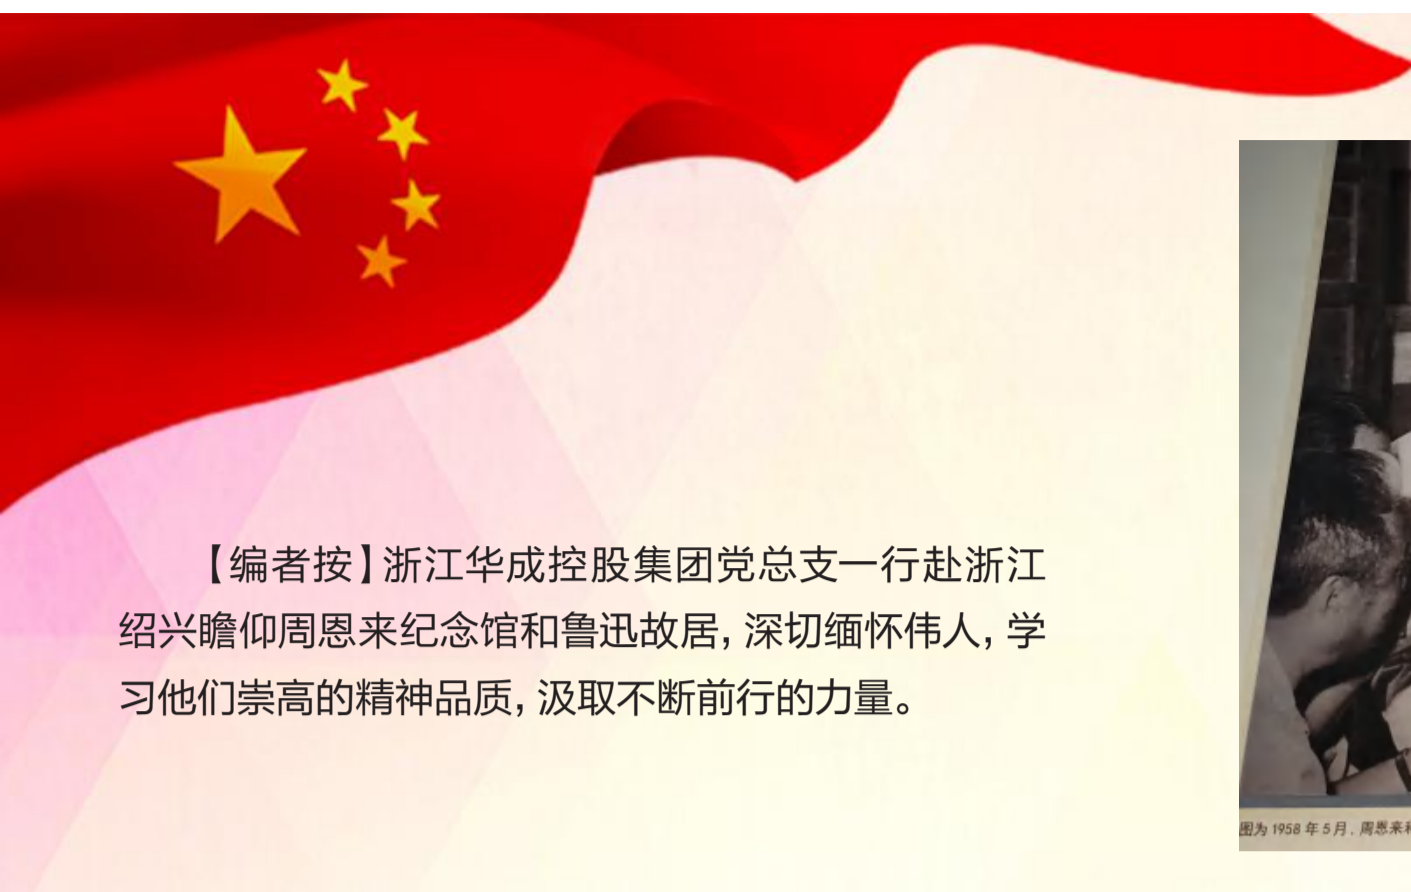 【编者按】浙江华成控股集团党总支一行赴浙江
绍兴瞻仰周恩来纪念馆和鲁迅故居，深切缅怀伟人，学
习他们崇高的精神品质，汲取不断前行的力量。
图为 1958 年 5 月，周恩来和